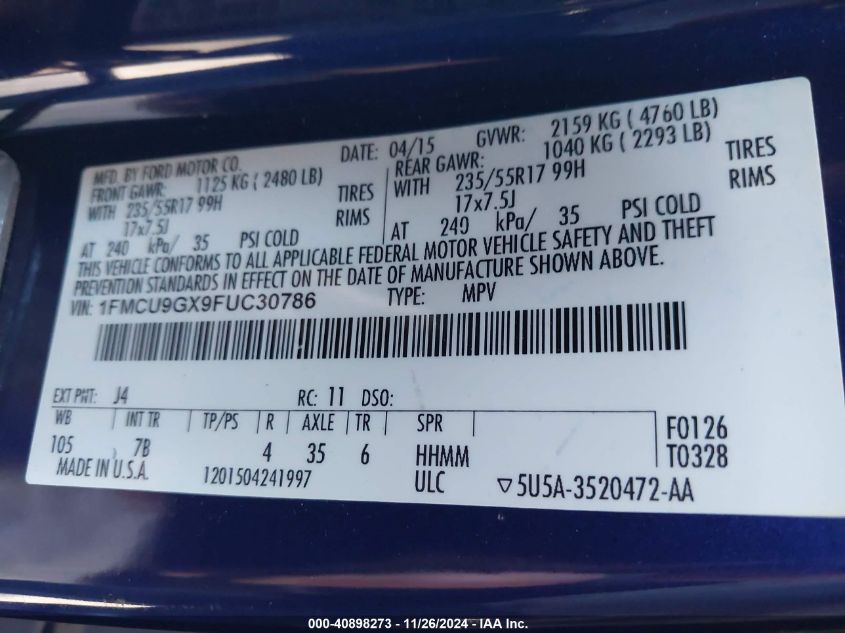 MFD. BY FORD MOTOR CO. DATE: 04/15 GVWR: 2159 KG ( 4760 LB)
FRONT GAWR: 1125 KG ( 2480 LB) REAR GAWR: 1040 KG ( 2293 LB)
WITH 235/55R17 99H TIRES WITH 235/55R17 99H TIRES
17x7.5J RIMS 17x7.5J RIMS
AT 240 kPa/ 35 PSI COLD AT 240 kPa/ 35 PSI COLD
THIS VEHICLE CONFORMS TO ALL APPLICABLE FEDERAL MOTOR VEHICLE SAFETY AND THEFT
PREVENTION STANDARDS IN EFFECT ON THE DATE OF MANUFACTURE SHOWN ABOVE.
VIN: 1FMCU9GX9FUC30786 TYPE: MPV
EXT PNT: J4 RC: 11 DSO:
WB INT TR TP/PS R AXLE TR SPR F0126
105 7B 4 35 6 HHMM T0328
MADE IN U.S.A. 1201504241997 ULC ▽5U5A-3520472-AA
000-40898273 - 11/26/2024 - IAA Inc.